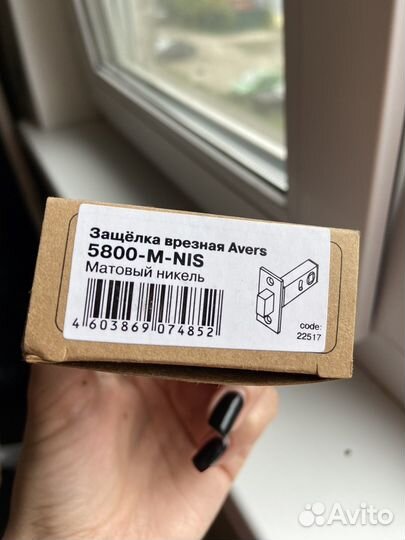 Защёлка врезная Avers
5800-M-NIS
Матовый никель
4 603869 074852
code:
22517
Avito